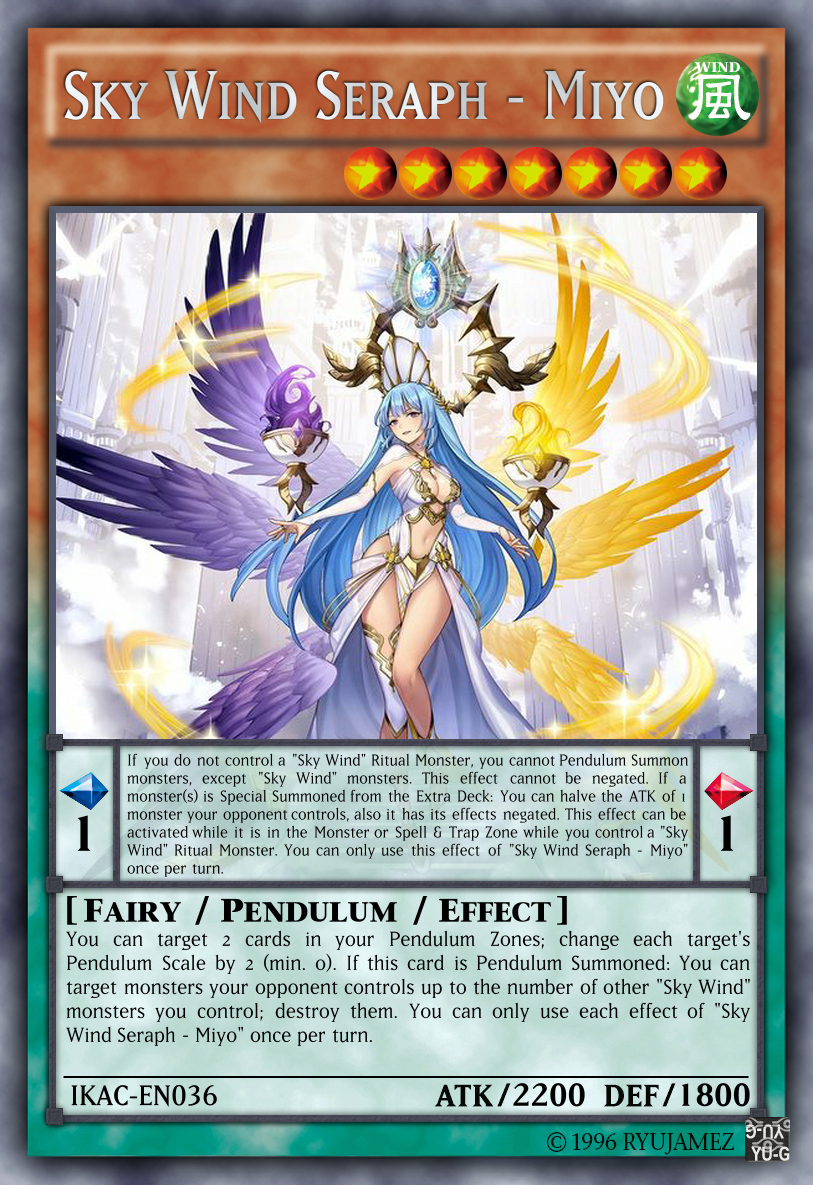 Sky Wind Seraph - Miyo
WIND
風
If you do not control a "Sky Wind" Ritual Monster, you cannot Pendulum Summon
monsters, except "Sky Wind" monsters. This effect cannot be negated. If a
monster(s) is Special Summoned from the Extra Deck: You can halve the ATK of 1
monster your opponent controls, also it has its effects negated. This effect can be
activated while it is in the Monster or Spell & Trap Zone while you control a "Sky
Wind" Ritual Monster. You can only use this effect of "Sky Wind Seraph - Miyo"
once per turn.
1
1
[ Fairy / Pendulum / Effect ]
You can target 2 cards in your Pendulum Zones; change each target's
Pendulum Scale by 2 (min. 0). If this card is Pendulum Summoned: You can
target monsters your opponent controls up to the number of other "Sky Wind"
monsters you control; destroy them. You can only use each effect of "Sky
Wind Seraph - Miyo" once per turn.
IKAC-EN036
ATK/2200 DEF/1800
© 1996 RYUJAMEZ
YU-G
YU-G